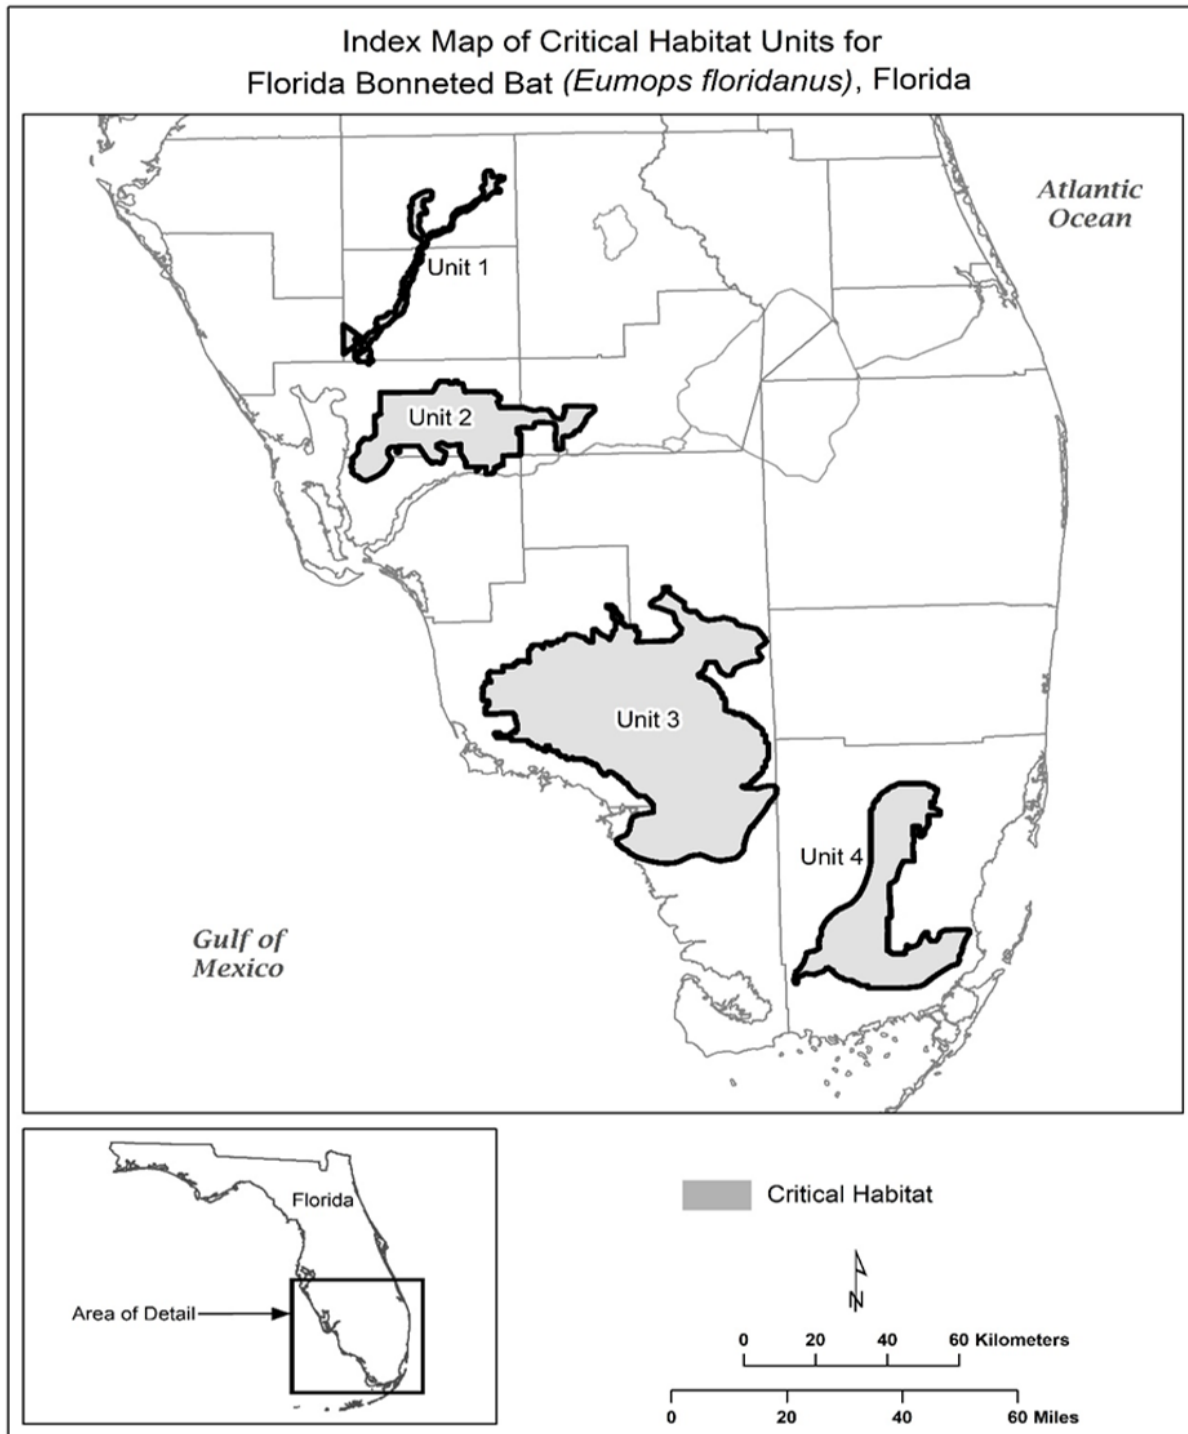 Index Map of Critical Habitat Units for
Florida Bonneted Bat (Eumops floridanus), Florida
Atlantic
Ocean
Unit 1
Unit 2
Unit 3
Unit 4
Gulf of
Mexico
Florida
Area of Detail
Critical Habitat
N
0 20 40 60 Kilometers
0 20 40 60 Miles